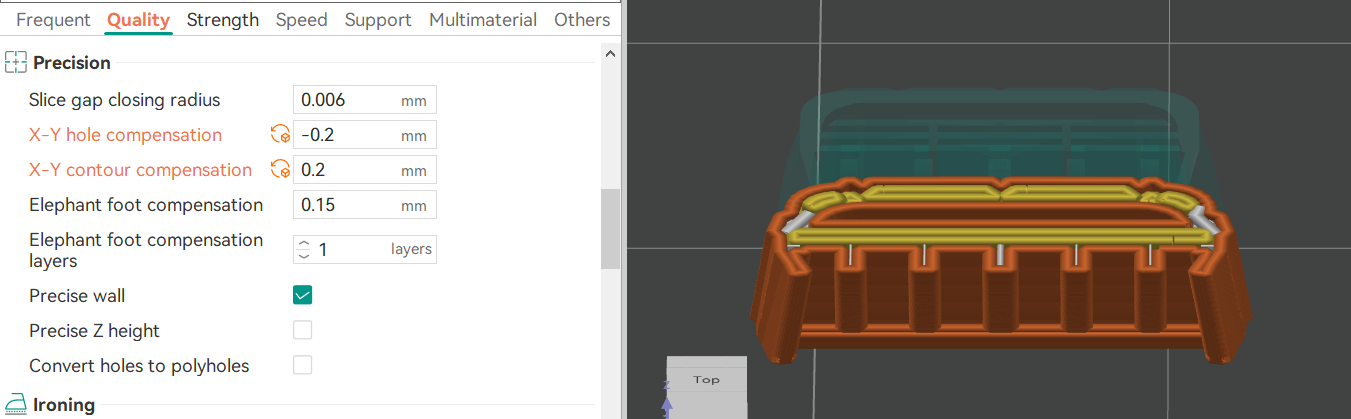 Frequent Quality Strength Speed Support Multimaterial Others
Precision
Slice gap closing radius 0.006 mm
X-Y hole compensation -0.2 mm
X-Y contour compensation 0.2 mm
Elephant foot compensation 0.15 mm
Elephant foot compensation
layers 1 layers
Precise wall
Precise Z height
Convert holes to polyholes
Ironing
Top
Z